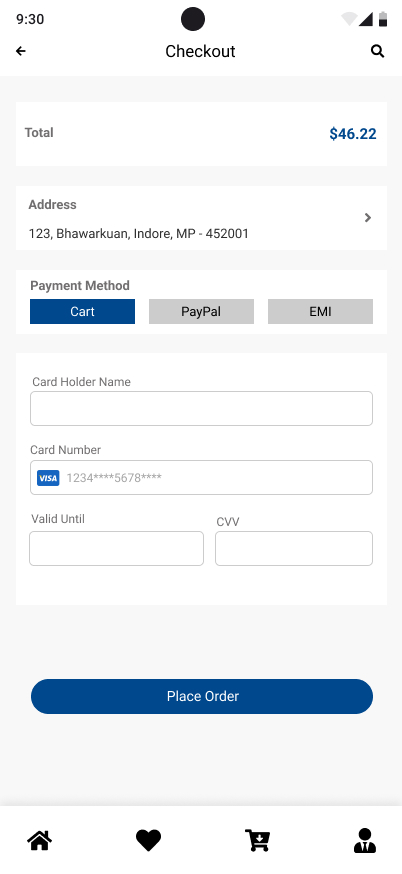 9:30
Checkout
Total
$46.22
Address
123, Bhawarkuan, Indore, MP - 452001
Payment Method
Cart
PayPal
EMI
Card Holder Name
Card Number
VISA
1234****5678****
Valid Until
CVV
Place Order